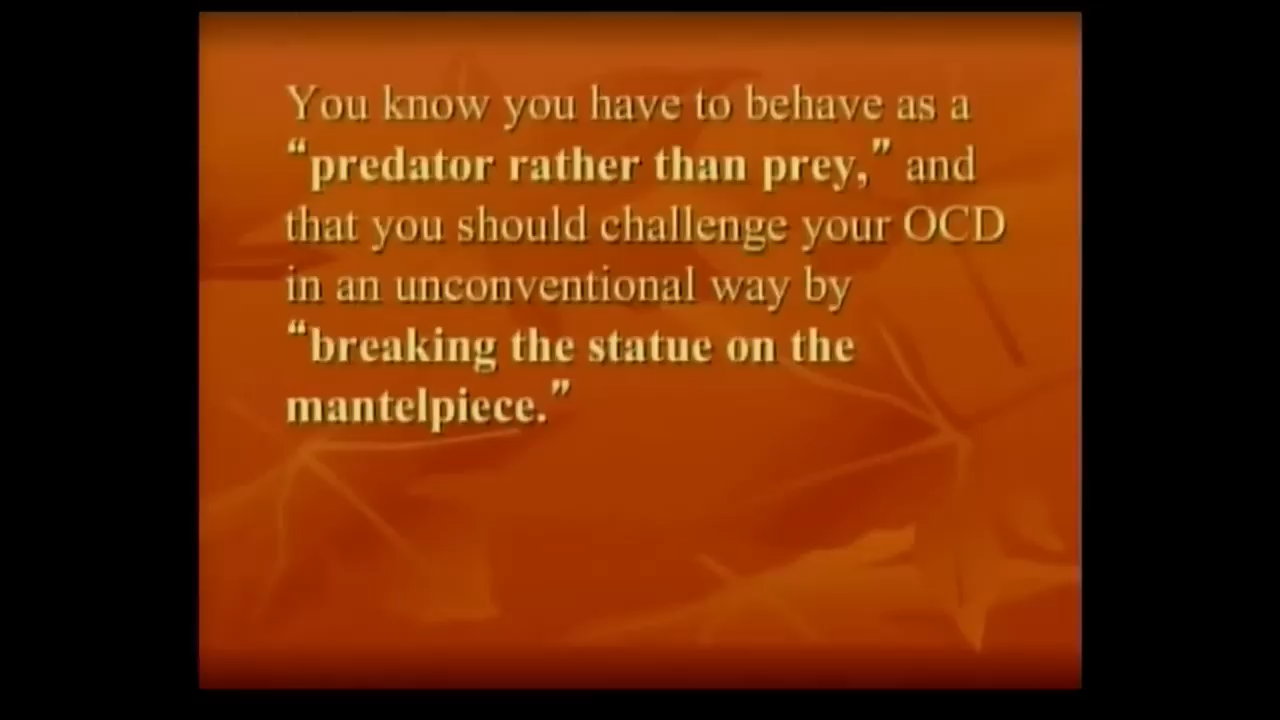 You know you have to behave as a
“predator rather than prey,” and
that you should challenge your OCD
in an unconventional way by
“breaking the statue on the
mantelpiece.”